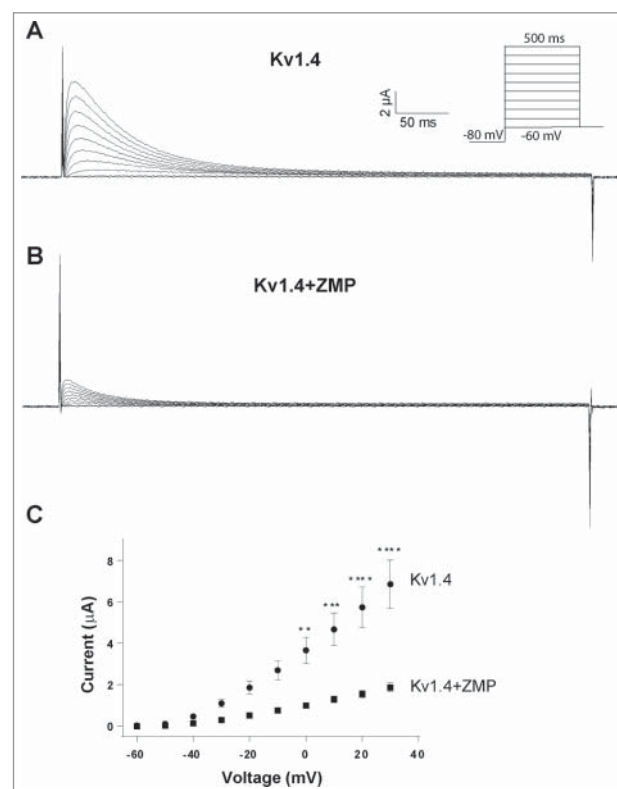 A
Kv1.4
500 ms
2 µA
50 ms
-80 mV
-60 mV
B
Kv1.4+ZMP
C
Current (µA)
8
6
4
2
0
** *** **** ****
Kv1.4
Kv1.4+ZMP
-60 -40 -20 0 20 40
Voltage (mV)